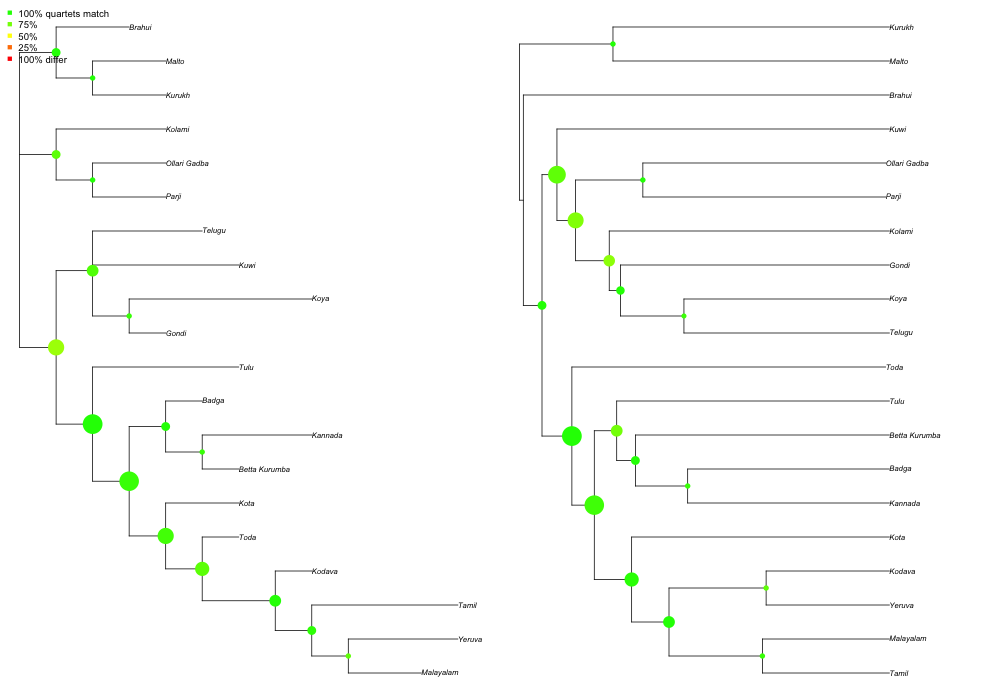 100% quartets match
75%
50%
25%
100% differ
Brahui
Malto
Kurukh
Kolami
Ollari Gadba
Parji
Telugu
Kuwi
Koya
Gondi
Tulu
Badga
Kannada
Betta Kurumba
Kota
Toda
Kodava
Tamil
Yeruva
Malayalam
Kurukh
Malto
Brahui
Kuwi
Ollari Gadba
Parji
Kolami
Gondi
Koya
Telugu
Toda
Tulu
Betta Kurumba
Badga
Kannada
Kota
Kodava
Yeruva
Malayalam
Tamil